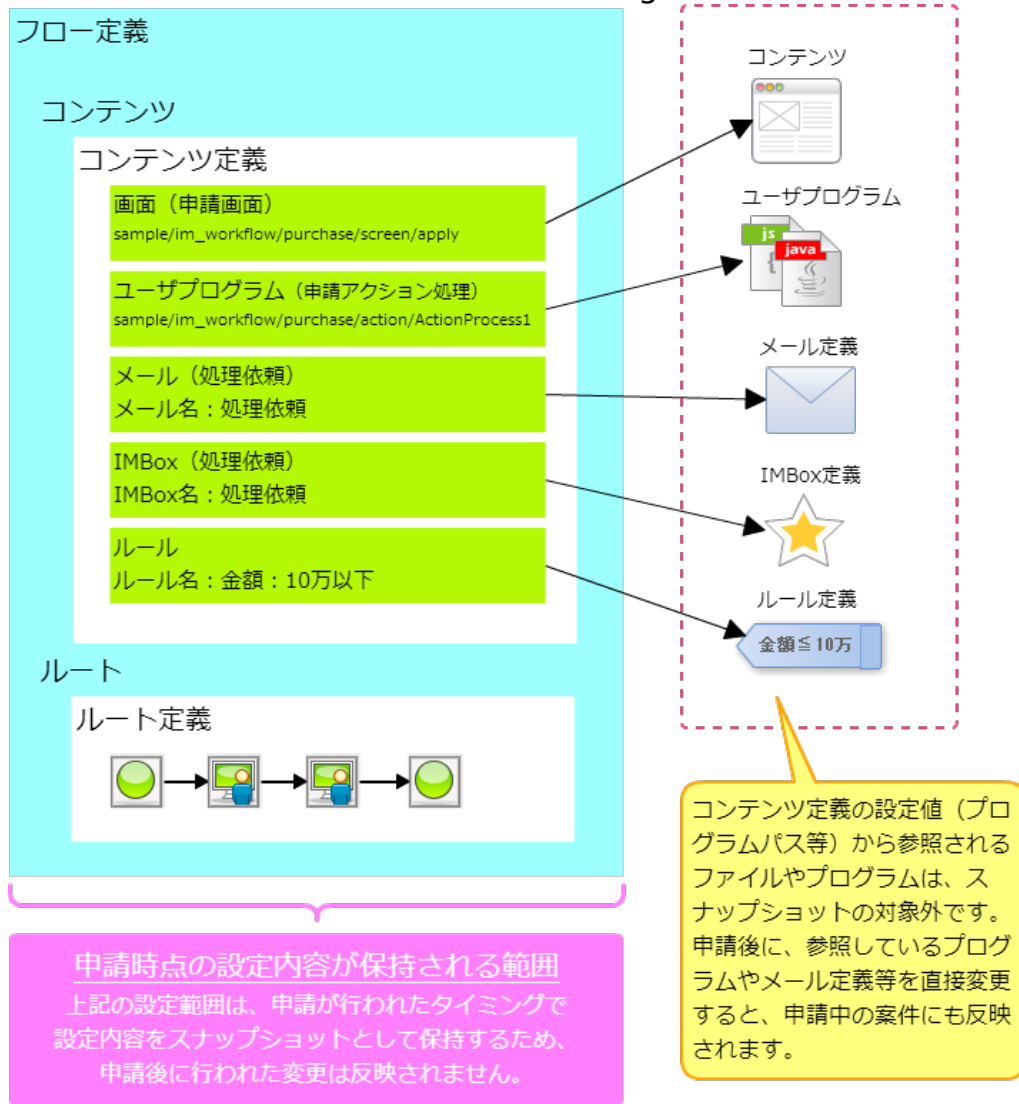 g
フロー定義
コンテンツ
コンテンツ定義
画面（申請画面）
sample/im_workflow/purchase/screen/apply
ユーザプログラム（申請アクション処理）
sample/im_workflow/purchase/action/ActionProcess1
メール（処理依頼）
メール名：処理依頼
IMBox（処理依頼）
IMBox名：処理依頼
ルール
ルール名：金額：10万以下
ルート
ルート定義
申請時点の設定内容が保持される範囲
上記の設定範囲は、申請が行われたタイミングで
設定内容をスナップショットとして保持するため、
申請後に行われた変更は反映されません。
コンテンツ
ユーザプログラム
js
java
メール定義
IMBox定義
ルール定義
金額≦10万
コンテンツ定義の設定値（プロ
グラムパス等）から参照される
ファイルやプログラムは、ス
ナップショットの対象外です。
申請後に、参照しているプログ
ラムやメール定義等を直接変更
すると、申請中の案件にも反映
されます。